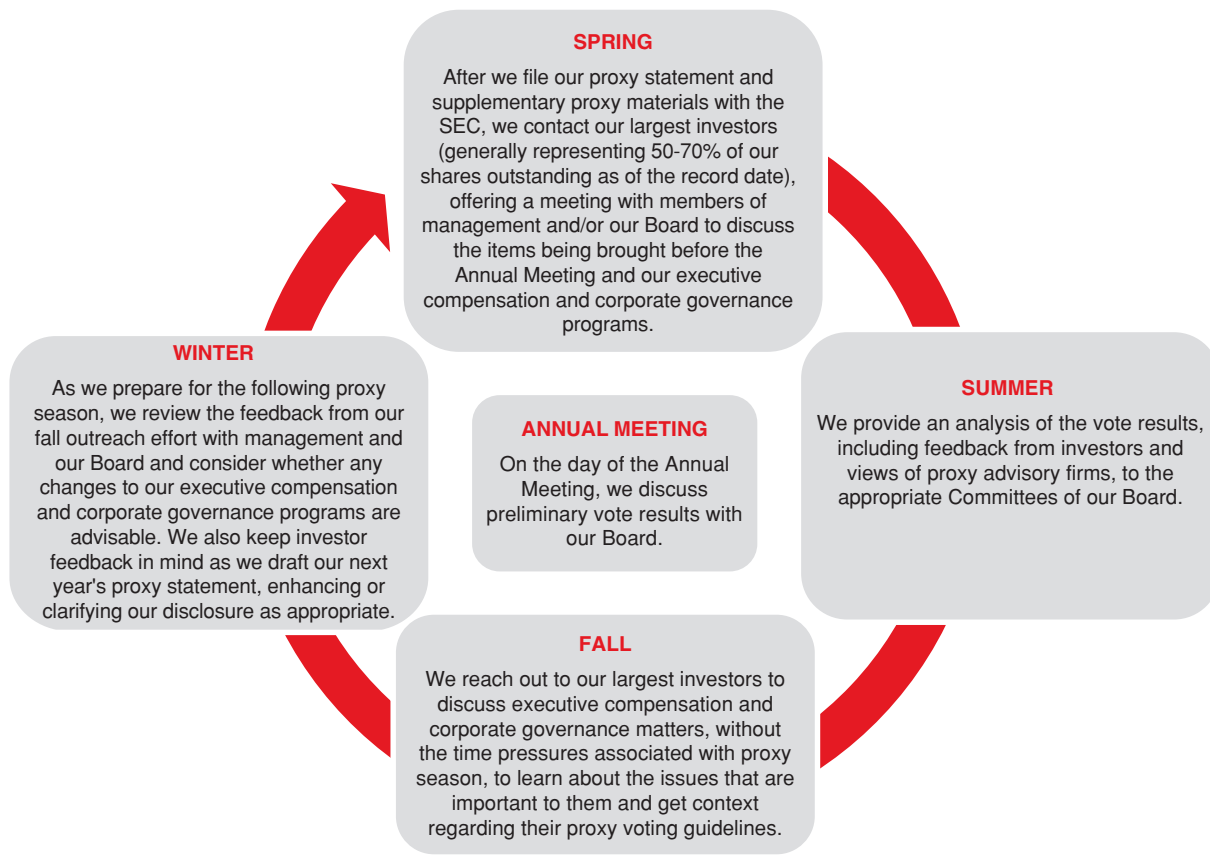 SPRING
After we file our proxy statement and
supplementary proxy materials with the
SEC, we contact our largest investors
(generally representing 50-70% of our
shares outstanding as of the record date),
offering a meeting with members of
management and/or our Board to discuss
the items being brought before the
Annual Meeting and our executive
compensation and corporate governance
programs.
WINTER
As we prepare for the following proxy
season, we review the feedback from our
fall outreach effort with management and
our Board and consider whether any
changes to our executive compensation
and corporate governance programs are
advisable. We also keep investor
feedback in mind as we draft our next
year's proxy statement, enhancing or
clarifying our disclosure as appropriate.
ANNUAL MEETING
On the day of the Annual
Meeting, we discuss
preliminary vote results with
our Board.
SUMMER
We provide an analysis of the vote results,
including feedback from investors and
views of proxy advisory firms, to the
appropriate Committees of our Board.
FALL
We reach out to our largest investors to
discuss executive compensation and
corporate governance matters, without
the time pressures associated with proxy
season, to learn about the issues that are
important to them and get context
regarding their proxy voting guidelines.